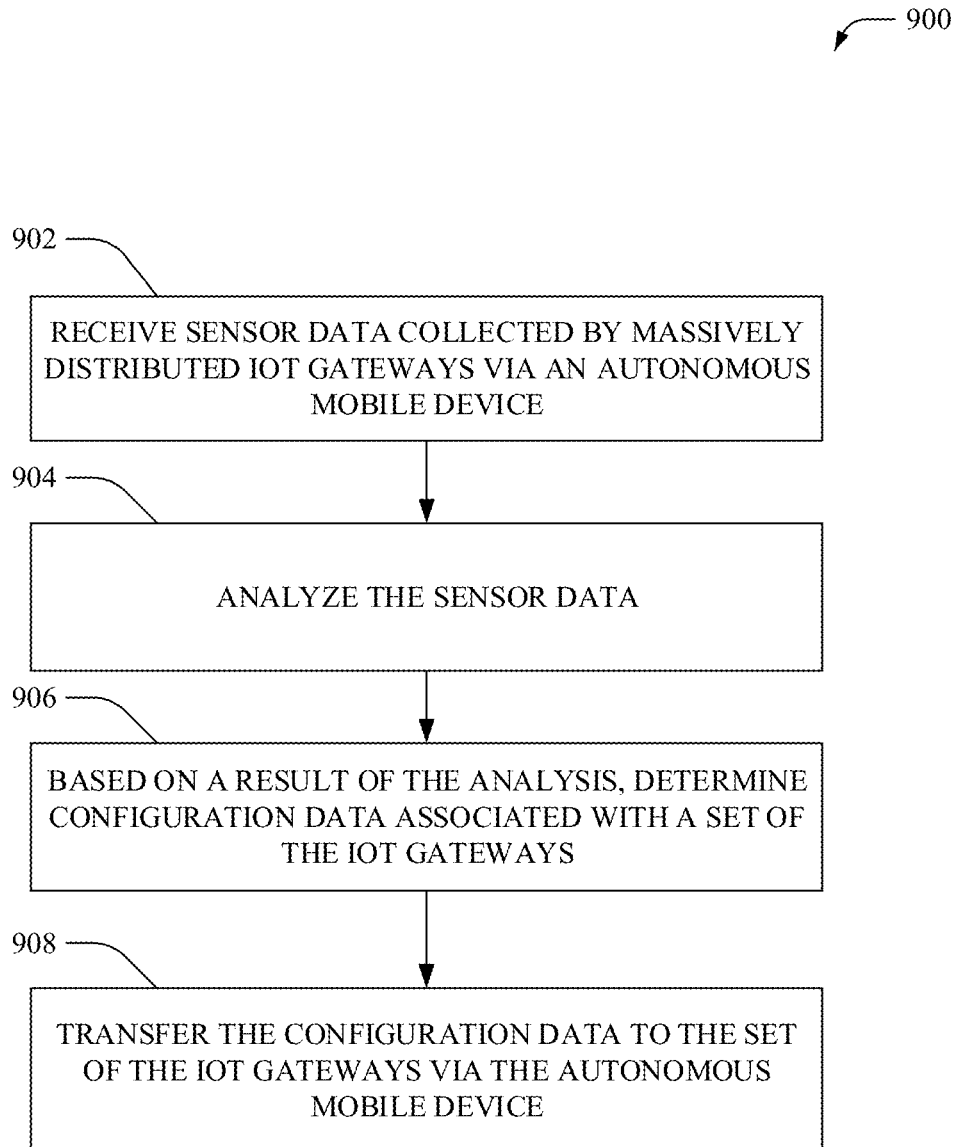 900
902
RECEIVE SENSOR DATA COLLECTED BY MASSIVELY
DISTRIBUTED IOT GATEWAYS VIA AN AUTONOMOUS
MOBILE DEVICE
904
ANALYZE THE SENSOR DATA
906
BASED ON A RESULT OF THE ANALYSIS, DETERMINE
CONFIGURATION DATA ASSOCIATED WITH A SET OF
THE IOT GATEWAYS
908
TRANSFER THE CONFIGURATION DATA TO THE SET
OF THE IOT GATEWAYS VIA THE AUTONOMOUS
MOBILE DEVICE